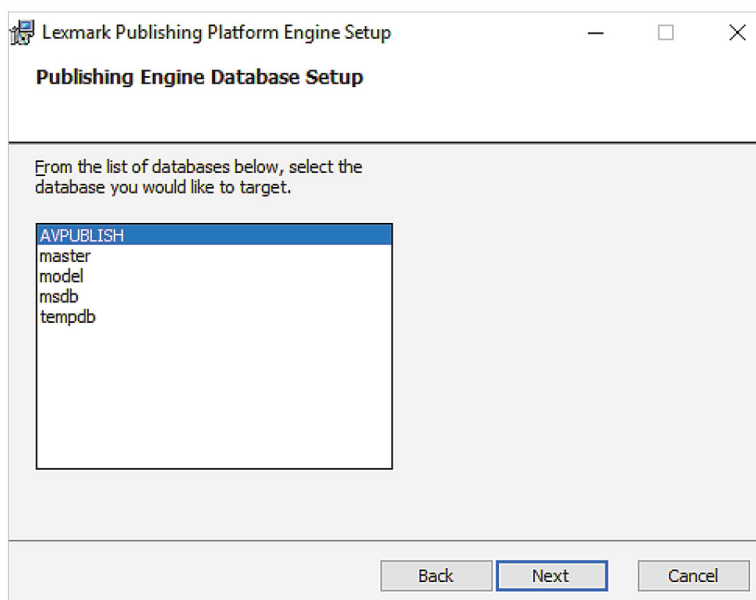 Lexmark Publishing Platform Engine Setup
Publishing Engine Database Setup
From the list of databases below, select the
database you would like to target.
AVPUBLISH
master
model
msdb
tempdb
Back
Next
Cancel